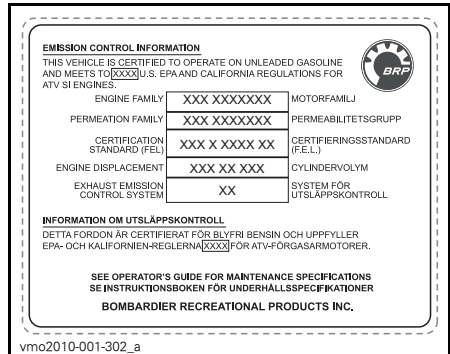 EMISSION CONTROL INFORMATION
THIS VEHICLE IS CERTIFIED TO OPERATE ON UNLEADED GASOLINE
AND MEETS TO XXXX U.S. EPA AND CALIFORNIA REGULATIONS FOR
ATV SI ENGINES.
BRP
ENGINE FAMILY XXX XXXXXXX MOTORFAMILJ
PERMEATION FAMILY XXX XXXXXXX PERMEABILITETSGRUPP
CERTIFICATION STANDARD (FEL) XXX X XXXX XX CERTIFIERINGSSTANDARD (F.E.L.)
ENGINE DISPLACEMENT XXX XX XXX CYLINDERVOLYM
EXHAUST EMISSION CONTROL SYSTEM XX SYSTEM FÖR UTSLÄPPSKONTROLL
INFORMATION OM UTSLÄPPSKONTROLL
DETTA FORDON ÄR CERTIFIERAT FÖR BLYFRI BENSIN OCH UPPFYLLER
EPA- OCH KALIFORNIEN-REGLERNA XXXX FÖR ATV-FÖRGASARMOTORER.
SEE OPERATOR'S GUIDE FOR MAINTENANCE SPECIFICATIONS
SE INSTRUKTIONSBOKEN FÖR UNDERHÅLLSSPECIFIKATIONER
BOMBARDIER RECREATIONAL PRODUCTS INC.
vmo2010-001-302_a